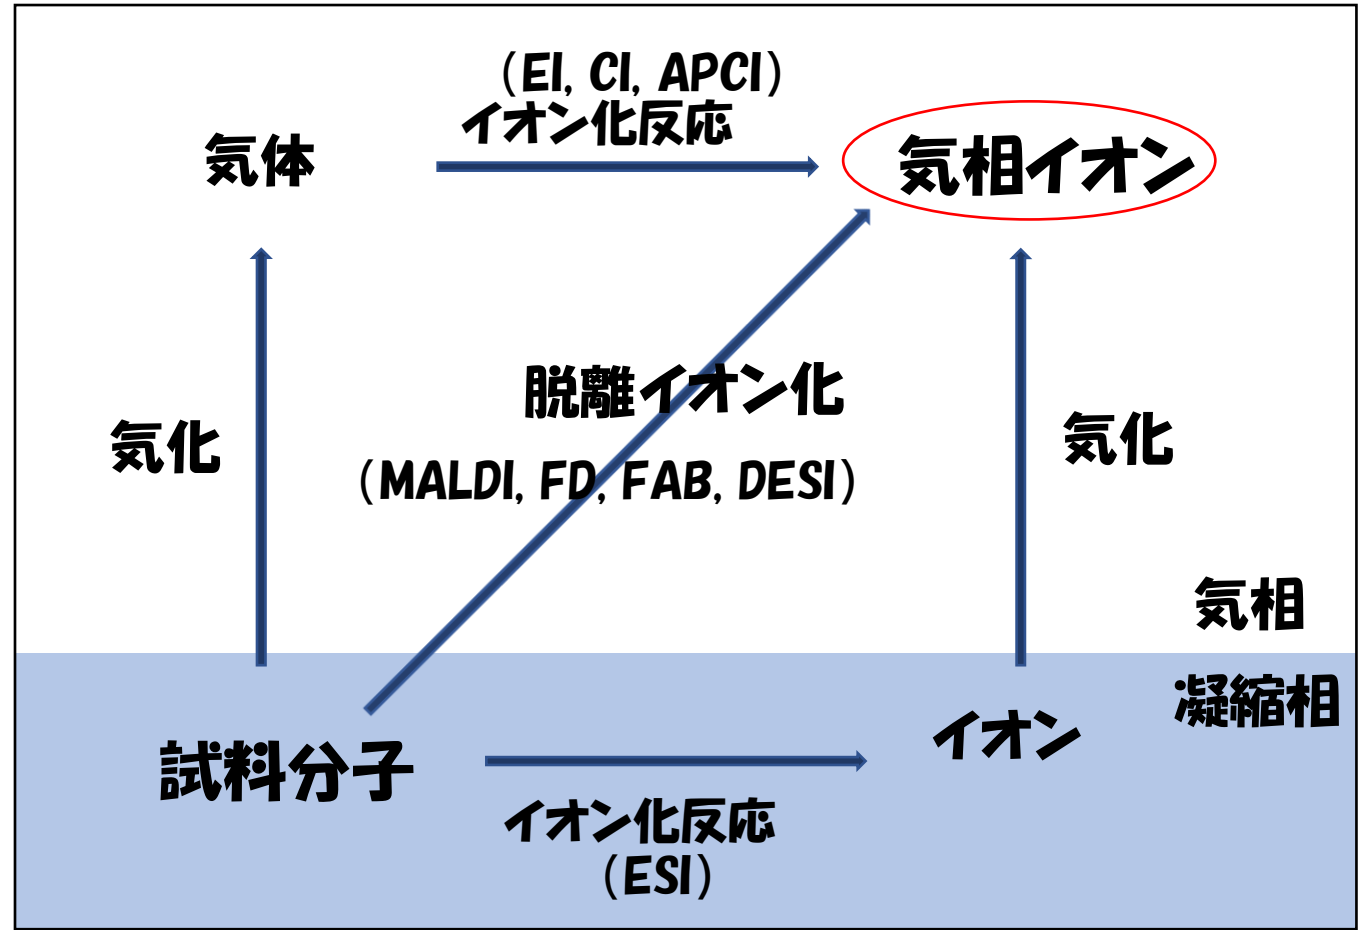 （EI, CI, APCI）
イオン化反応
気体
気相イオン
脱離イオン化
気化
気化
（MALDI, FD, FAB, DESI）
気相
凝縮相
試料分子
イオン
イオン化反応
（ESI）